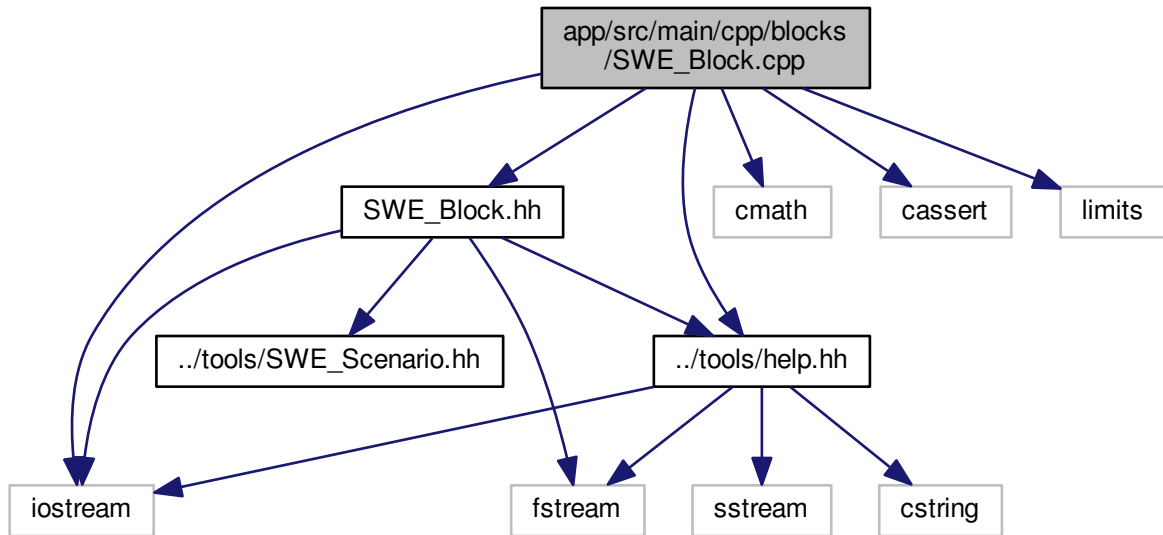 app/src/main/cpp/blocks
/SWE_Block.cpp
SWE_Block.hh
cmath
cassert
limits
../tools/SWE_Scenario.hh
../tools/help.hh
iostream
fstream
sstream
cstring